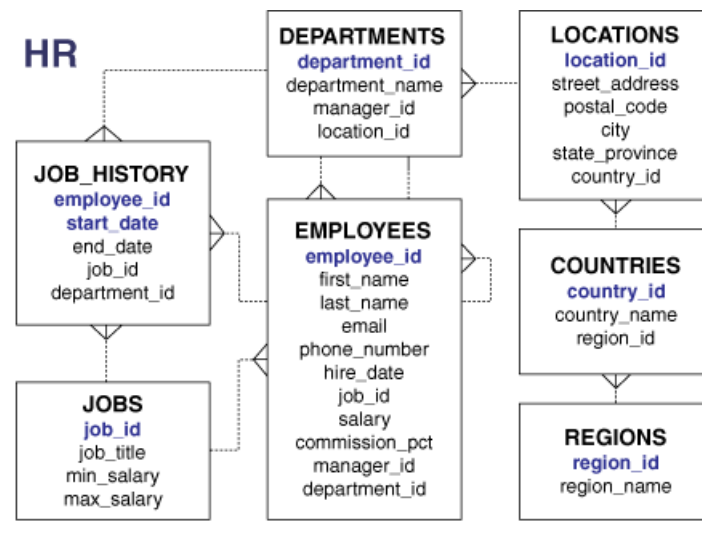 HR
DEPARTMENTS
department_id
department_name
manager_id
location_id
LOCATIONS
location_id
street_address
postal_code
city
state_province
country_id
JOB_HISTORY
employee_id
start_date
end_date
job_id
department_id
EMPLOYEES
employee_id
first_name
last_name
email
phone_number
hire_date
job_id
salary
commission_pct
manager_id
department_id
COUNTRIES
country_id
country_name
region_id
JOBS
job_id
job_title
min_salary
max_salary
REGIONS
region_id
region_name